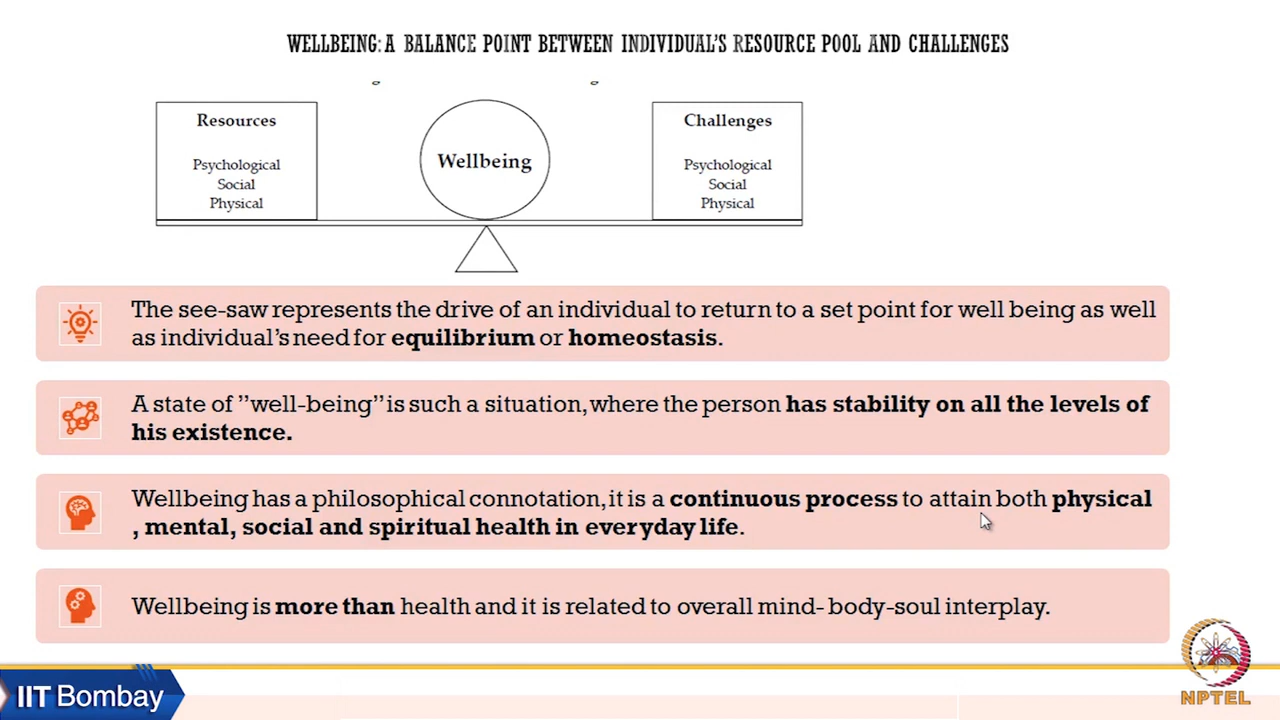 WELLBEING: A BALANCE POINT BETWEEN INDIVIDUAL'S RESOURCE POOL AND CHALLENGES
Resources
Psychological
Social
Physical
Wellbeing
Challenges
Psychological
Social
Physical
The see-saw represents the drive of an individual to return to a set point for well being as well
as individual's need for equilibrium or homeostasis.
A state of ”well-being” is such a situation, where the person has stability on all the levels of
his existence.
Wellbeing has a philosophical connotation, it is a continuous process to attain both physical
, mental, social and spiritual health in everyday life.
Wellbeing is more than health and it is related to overall mind- body-soul interplay.
IIT Bombay
NPTEL